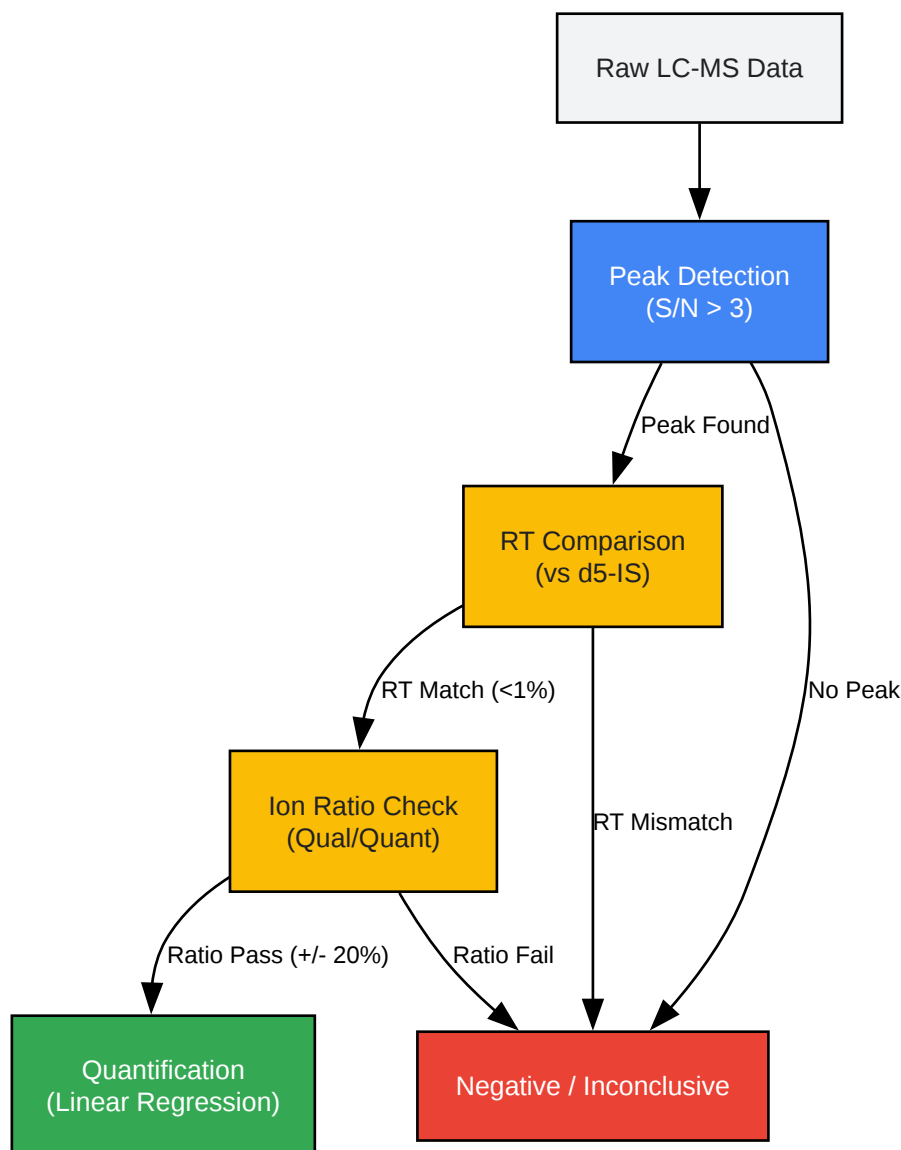 Raw LC-MS Data
Peak Detection
(S/N > 3)
Peak Found
RT Comparison
(vs d5-IS)
RT Match (<1%)
No Peak
Ion Ratio Check
(Qual/Quant)
RT Mismatch
Ratio Pass (+/- 20%)
Ratio Fail
Quantification
(Linear Regression)
Negative / Inconclusive